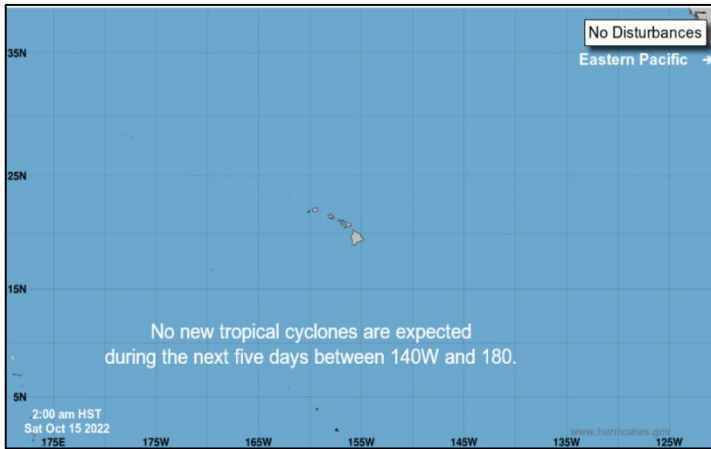 No Disturbances
35N
Eastern Pacific →
25N
15N
No new tropical cyclones are expected
during the next five days between 140W and 180.
5N
2:00 am HST
Sat Oct 15 2022
www.hurricanes.gov
175E 175W 165W 155W 145W 135W 125W